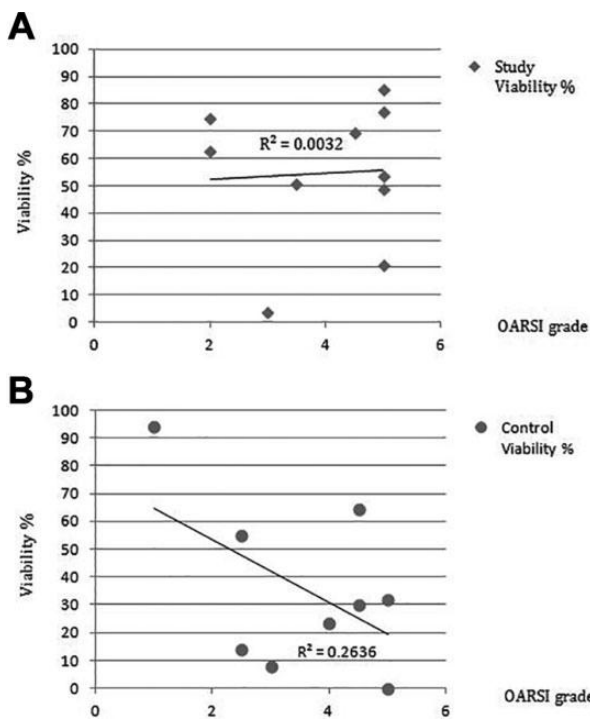 A
100
90
80
70
60
50
40
30
20
10
0
Viability %
R² = 0.0032
Study
Viability %
0
2
4
6
OARSI grade
B
100
90
80
70
60
50
40
30
20
10
0
Viability %
R² = 0.2636
Control
Viability %
0
2
4
6
OARSI grade